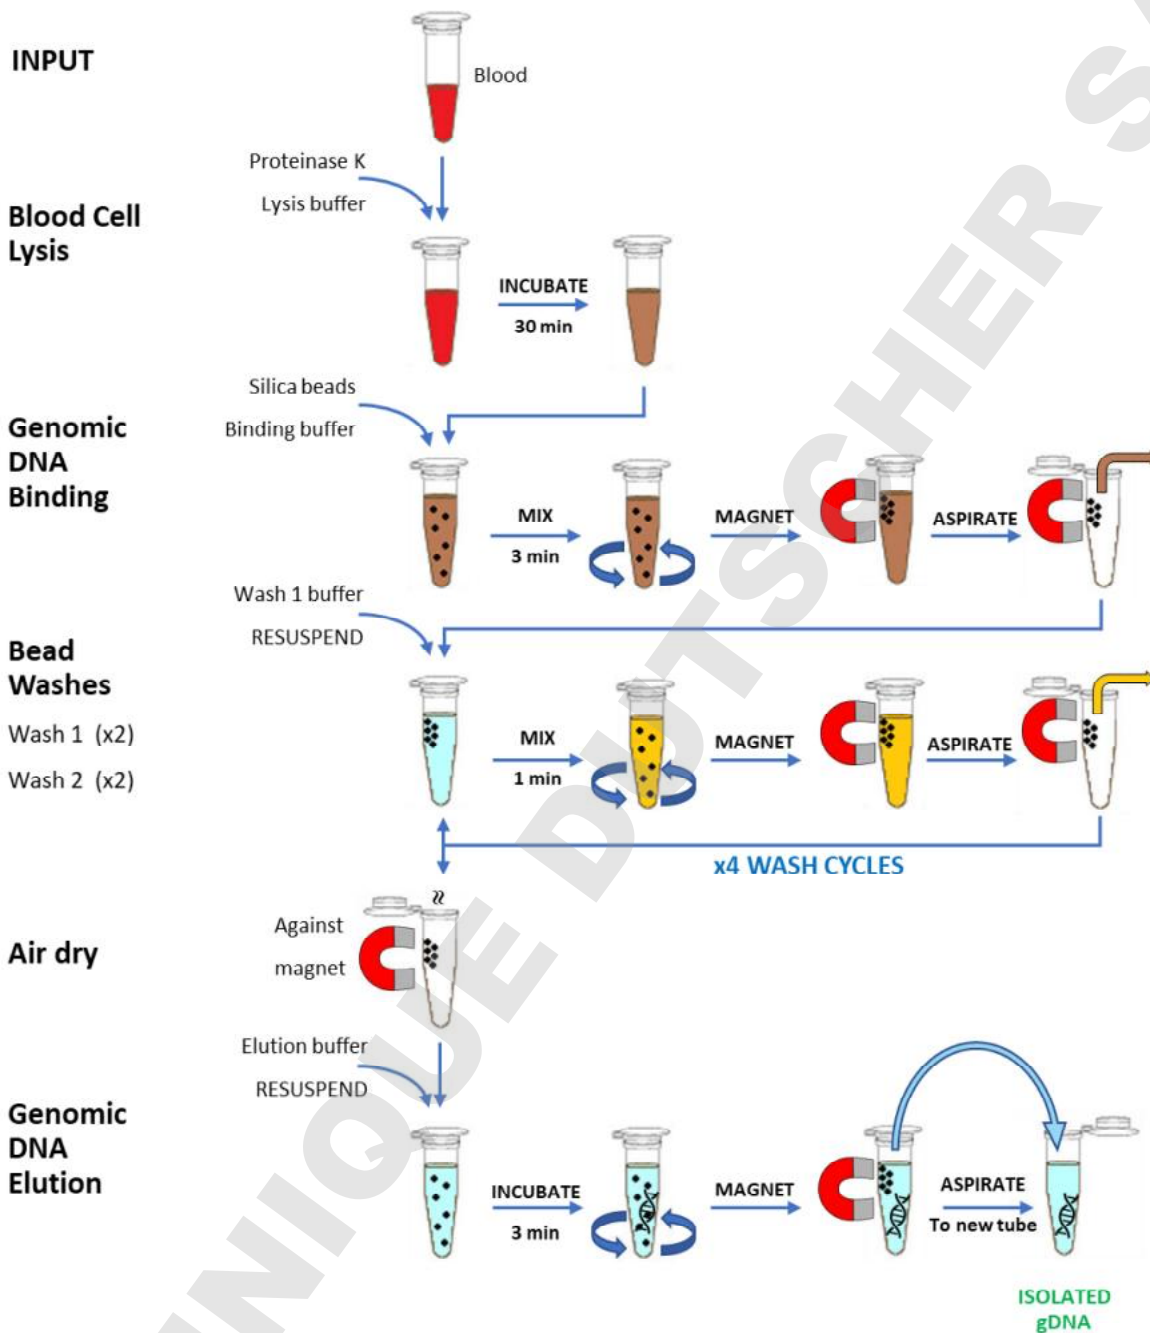 INPUT
Blood
Proteinase K
Lysis buffer
Blood Cell
Lysis
INCUBATE
30 min
Silica beads
Binding buffer
Genomic
DNA
Binding
MIX
3 min
MAGNET
ASPIRATE
Wash 1 buffer
RESUSPEND
Bead
Washes
Wash 1 (x2)
Wash 2 (x2)
MIX
1 min
MAGNET
ASPIRATE
x4 WASH CYCLES
Air dry
Against
magnet
Elution buffer
RESUSPEND
Genomic
DNA
Elution
INCUBATE
3 min
MAGNET
ASPIRATE
To new tube
ISOLATED
gDNA
NIQUE DUTSCHER S